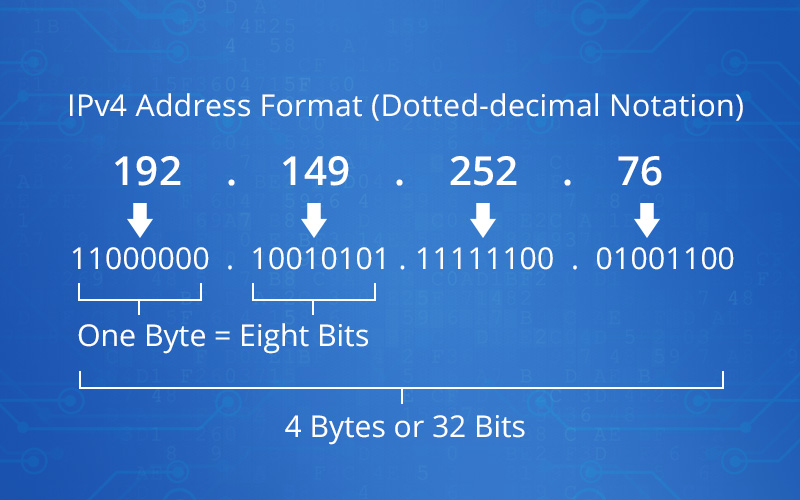 IPv4 Address Format (Dotted-decimal Notation)
192 . 149 . 252 . 76
11000000 . 10010101 . 11111100 . 01001100
One Byte = Eight Bits
4 Bytes or 32 Bits